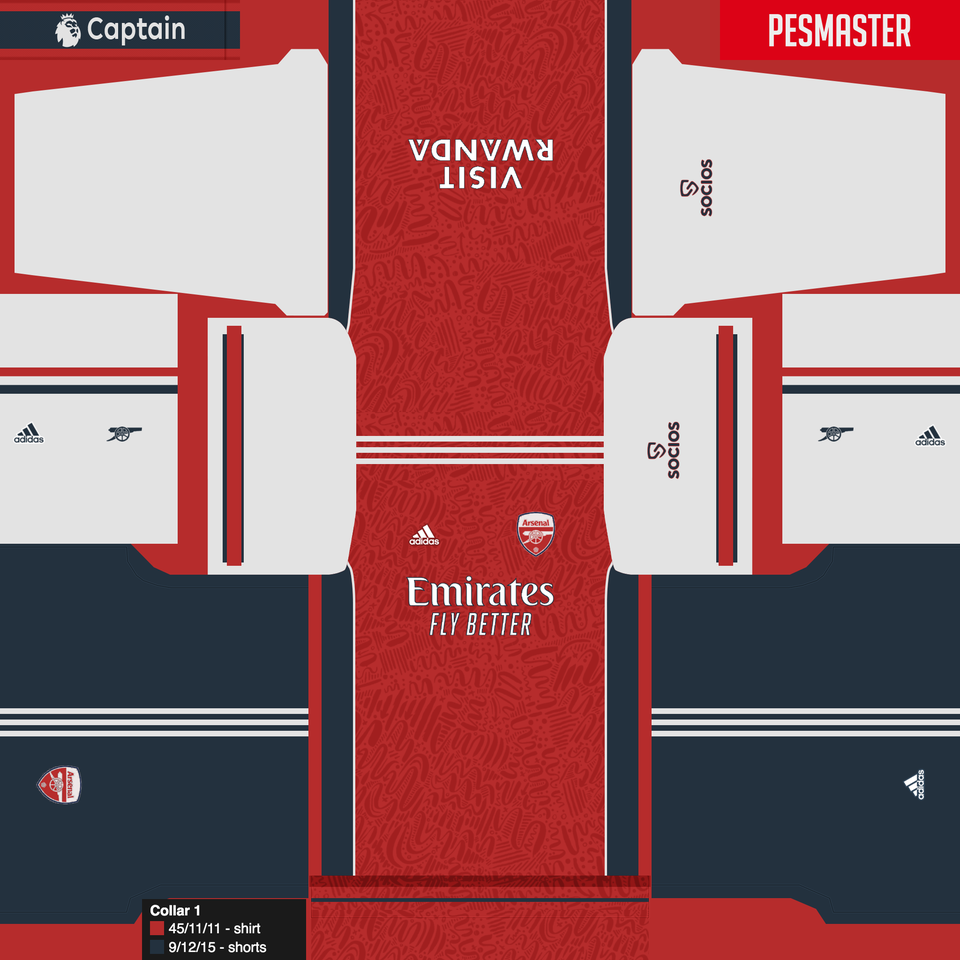 Captain
PESMASTER
VISIT
RWANDA
socios
adidas
adidas
socios
adidas
Arsenal
Emirates
FLY BETTER
Arsenal
adidas
Collar 1
45/11/11 - shirt
9/12/15 - shorts